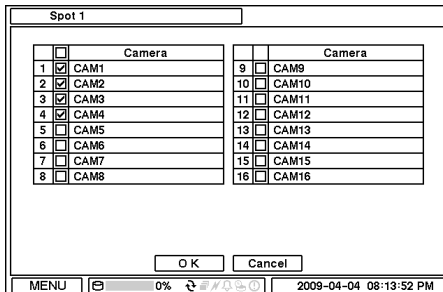 Spot 1
Camera Camera
1 CAM1 9 CAM9
2 CAM2 10 CAM10
3 CAM3 11 CAM11
4 CAM4 12 CAM12
5 CAM5 13 CAM13
6 CAM6 14 CAM14
7 CAM7 15 CAM15
8 CAM8 16 CAM16
OK Cancel
MENU 0% 2009-04-04 08:13:52 PM